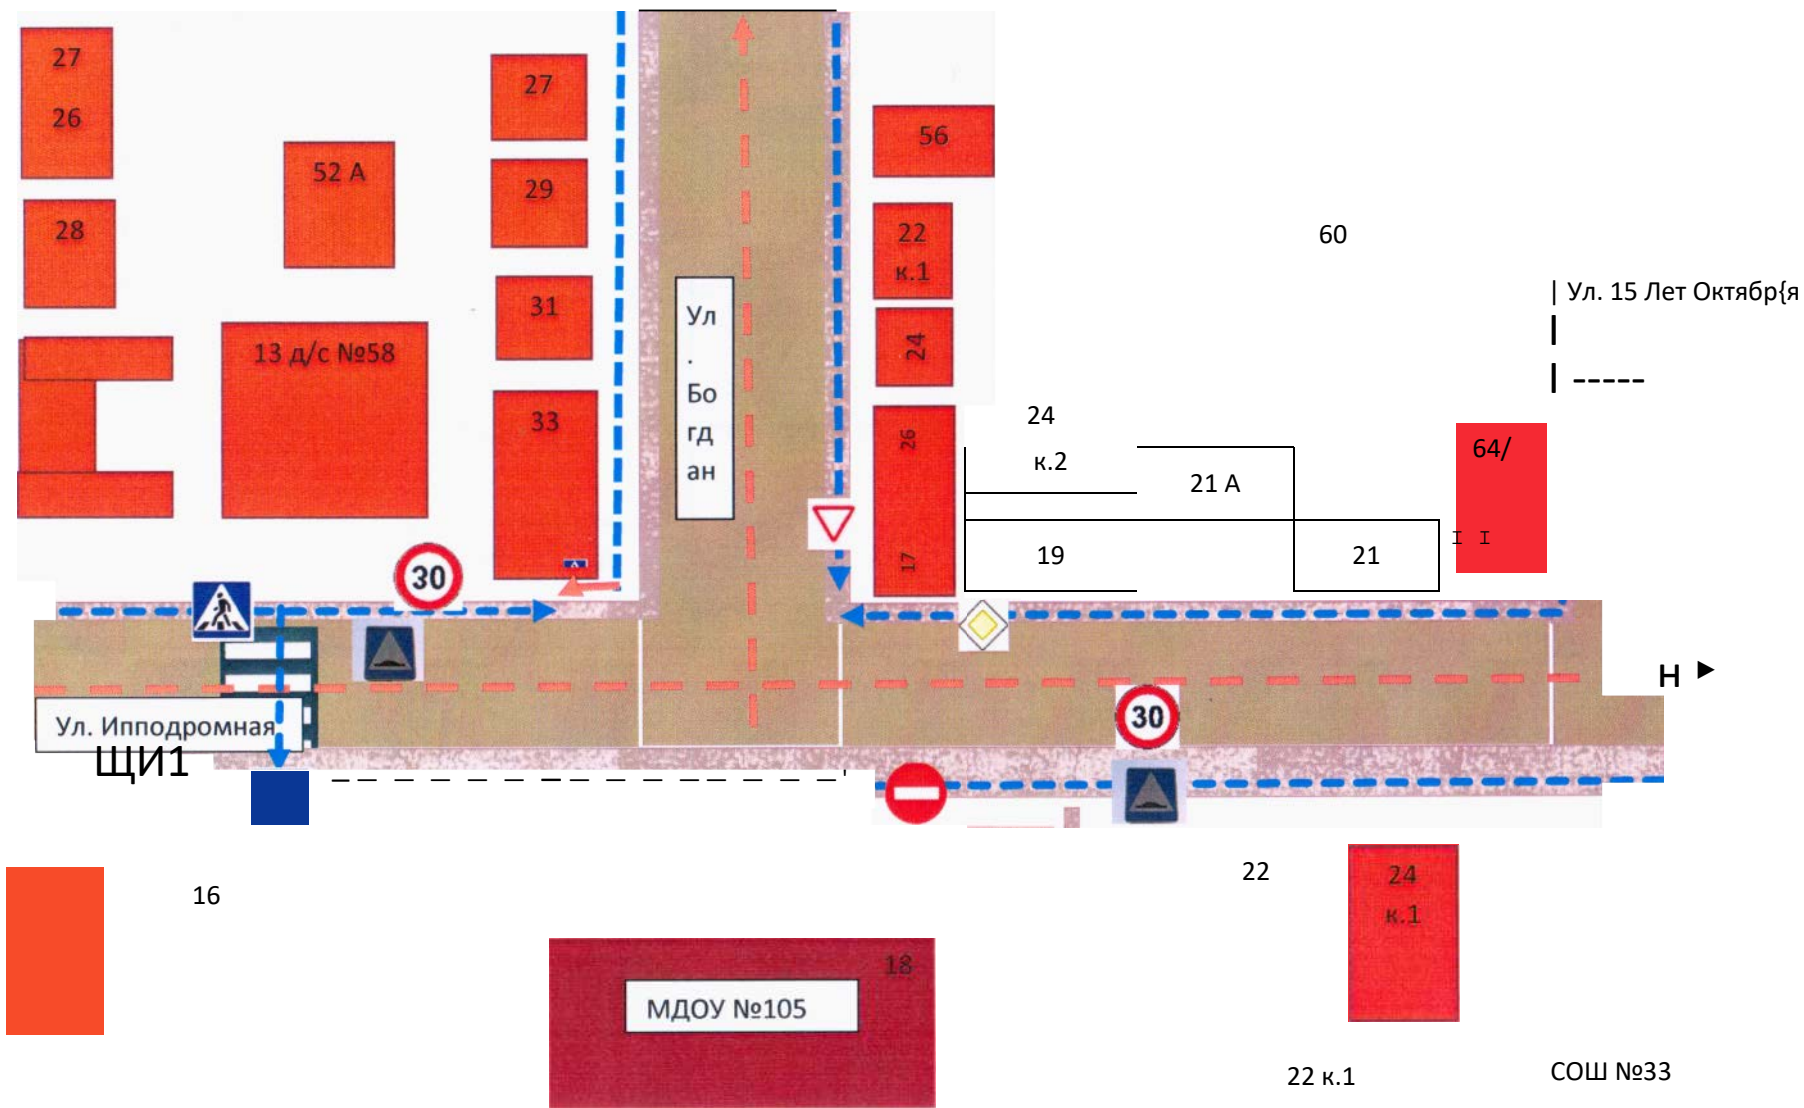 27
26
28
52 А
13 д/с №58
27
29
31
33
А
30
Ул
.
Бо
гд
ан
56
22
к.1
24
26
17
60
| Ул. 15 Лет Октябр{я
24
к.2
21 А
19
21
64/
I I
н
Ул. Ипподромная
ЩИ1
30
16
18
МДОУ №105
22
24
к.1
22 к.1
СОШ №33